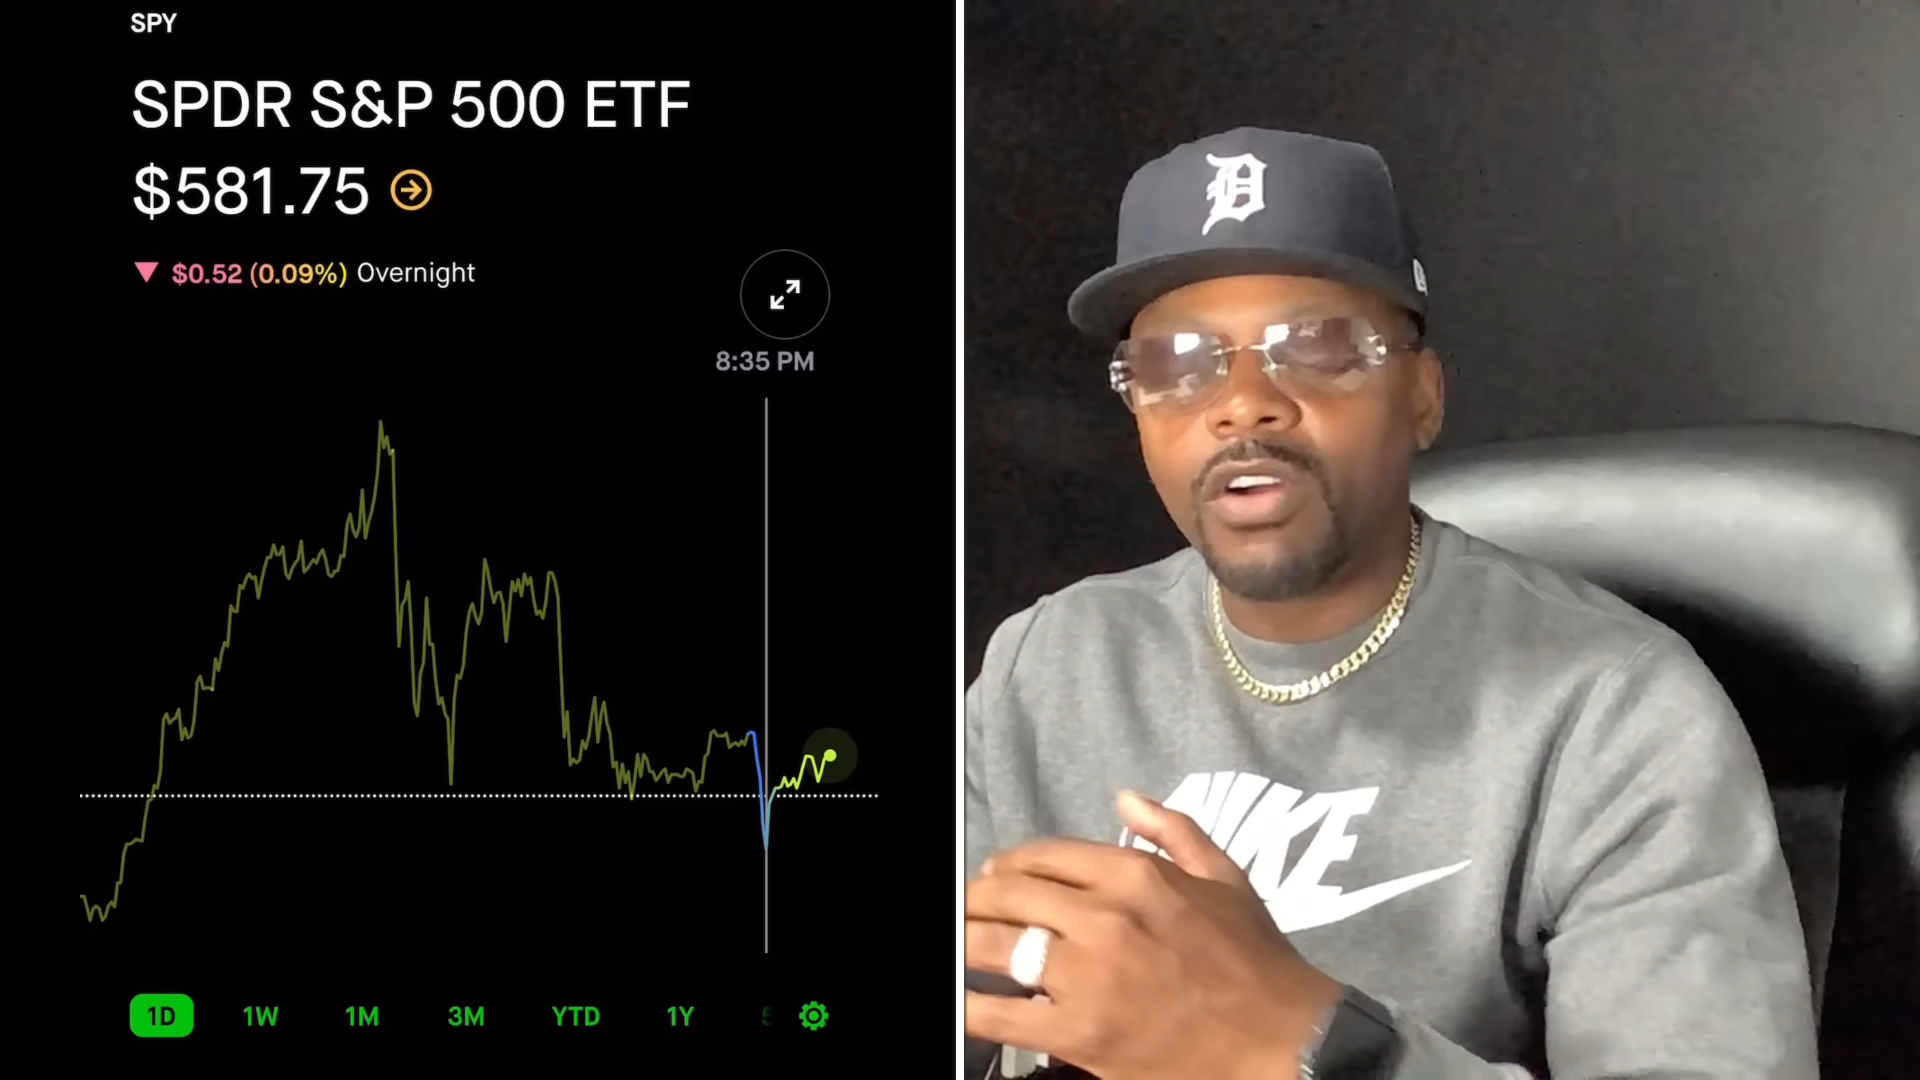 SPY
SPDR S&P 500 ETF
$581.75
$0.52 (0.09%) Overnight
8:35 PM
1D 1W 1M 3M YTD 1Y
D
NIKE